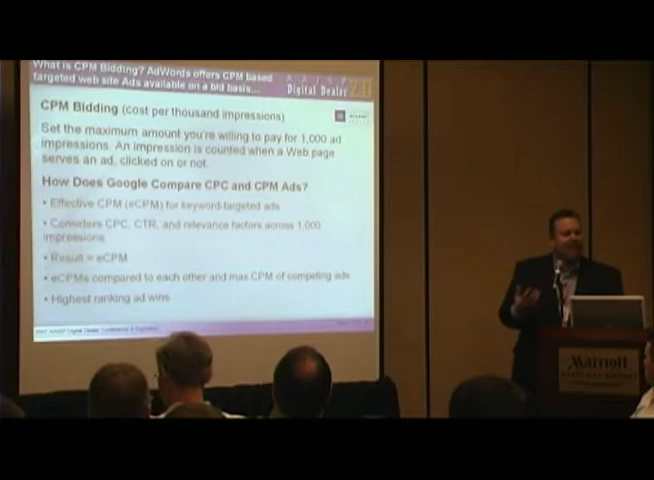 What is CPM Bidding? AdWords offers CPM based
targeted web site Ads available on a bid basis...
Digital Dealer
CPM Bidding (cost per thousand impressions)
Set the maximum amount you're willing to pay for 1,000 ad
impressions. An impression is counted when a Web page
serves an ad, clicked on or not.
How Does Google Compare CPC and CPM Ads?
• Effective CPM (eCPM) for keyword-targeted ads
• Considers CPC, CTR, and relevance factors across 1,000
impressions
• Result = eCPM
• eCPMs compared to each other and max CPM of competing ads
• Highest ranking ad wins
Digital Dealer Conference &
Marriott